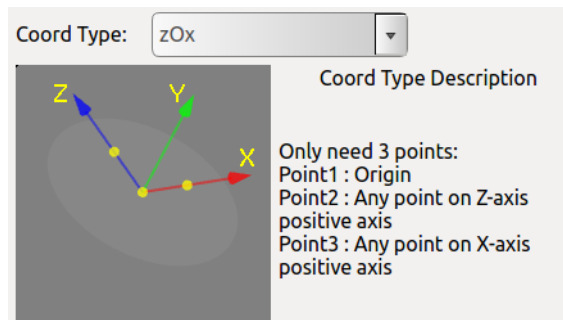 Coord Type: zOx
Coord Type Description
Z
Y
X
Only need 3 points:
Point1 : Origin
Point2 : Any point on Z-axis
positive axis
Point3 : Any point on X-axis
positive axis